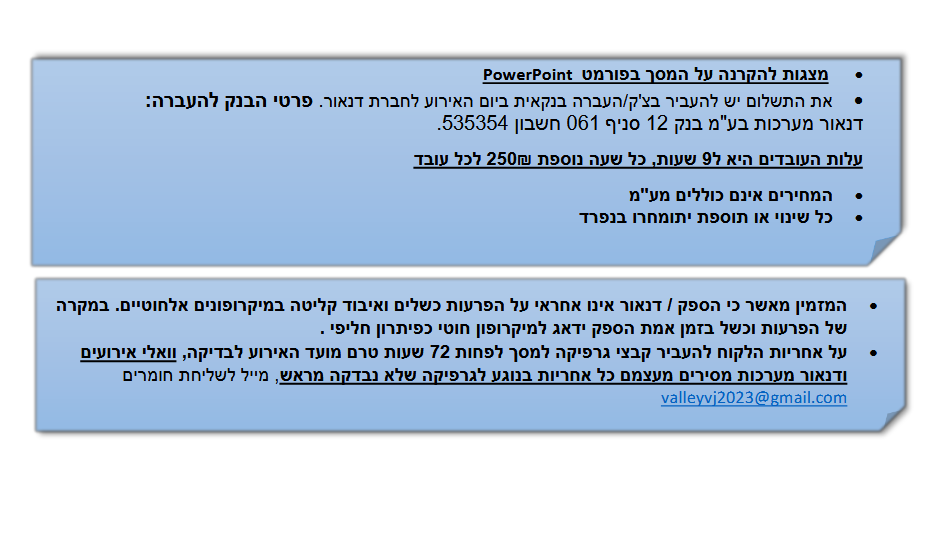 מצגות להקרנה על המסך בפורמט PowerPoint
את התשלום יש להעביר בצ'ק/העברה בנקאית ביום האירוע לחברת דנאור. פרטי הבנק להעברה:
דנאור מערכות בע"מ בנק 12 סניף 061 חשבון 535354.
עלות העובדים היא ל9 שעות, כל שעה נוספת 250₪ לכל עובד
המחירים אינם כוללים מע"מ
כל שינוי או תוספת יתומחרו בנפרד
המזמין מאשר כי הספק / דנאור אינו אחראי על הפרעות כשלים ואיבוד קליטה במיקרופונים אלחוטיים. במקרה
של הפרעות וכשל בזמן אמת הספק ידאג למיקרופון חוטי כפיתרון חליפי .
על אחריות הלקוח להעביר קבצי גרפיקה למסך לפחות 72 שעות טרם מועד האירוע לבדיקה, וואלי אירועים
ודנאור מערכות מסירים מעצמם כל אחריות בנוגע לגרפיקה שלא נבדקה מראש, מייל לשליחת חומרים
valleyvj2023@gmail.com